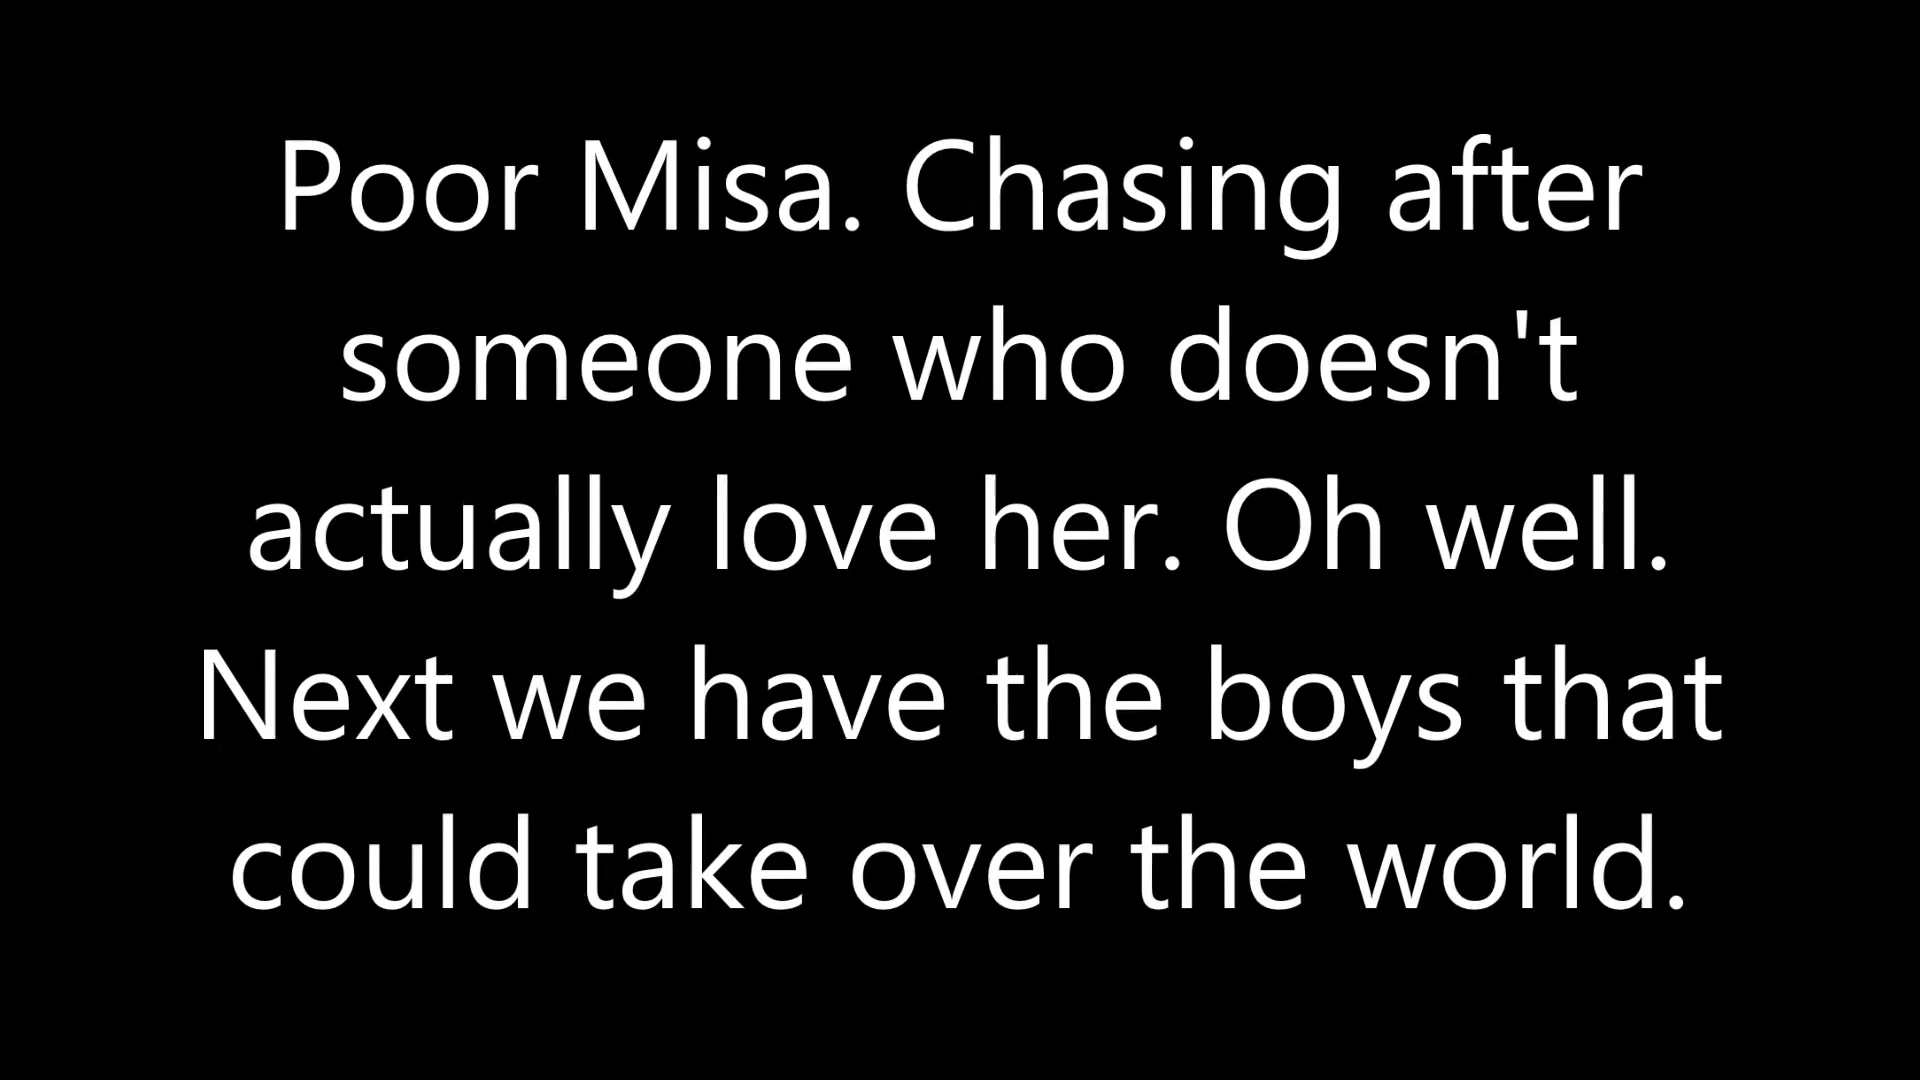 Poor Misa. Chasing after
someone who doesn't
actually love her. Oh well.
Next we have the boys that
could take over the world.